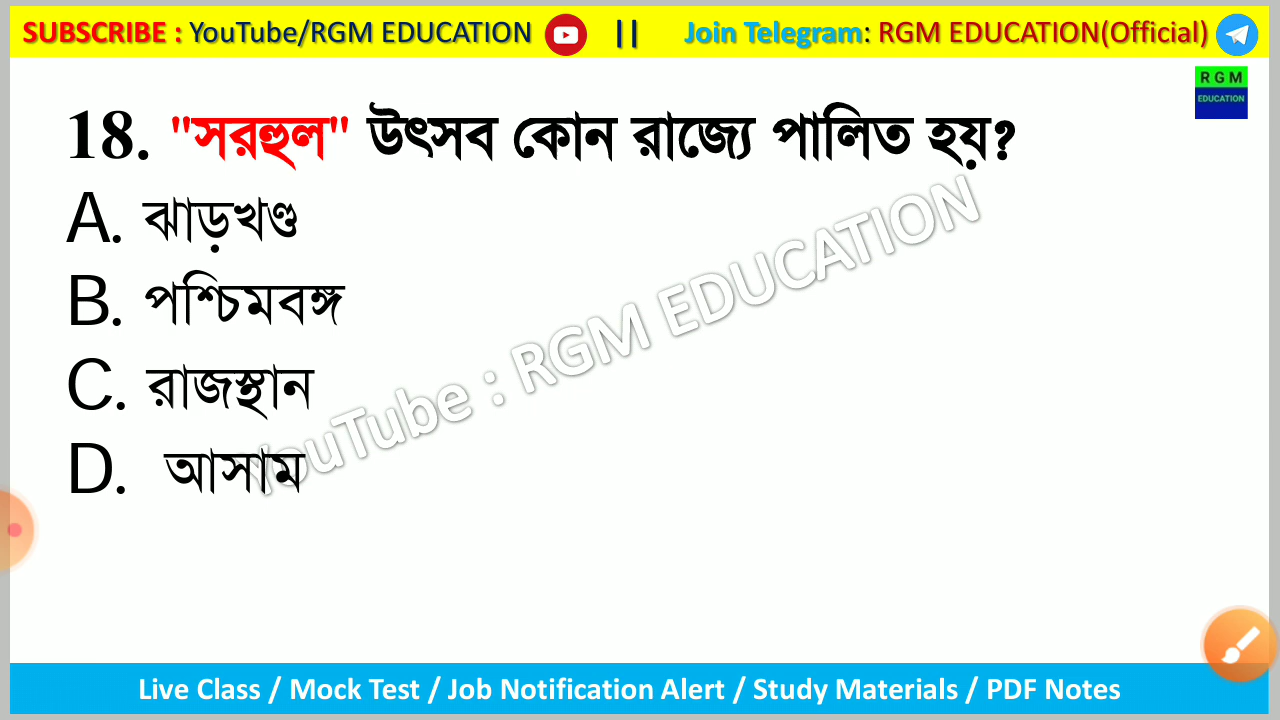 SUBSCRIBE : YouTube/RGM EDUCATION || Join Telegram: RGM EDUCATION(Official)
RGM
EDUCATION
18. "সরহুল" উৎসব কোন রাজ্যে পালিত হয়?
A. ঝাড়খণ্ড
B. পশ্চিমবঙ্গ
C. রাজস্থান
D. আসাম
YouTube : RGM EDUCATION
Live Class / Mock Test / Job Notification Alert / Study Materials / PDF Notes